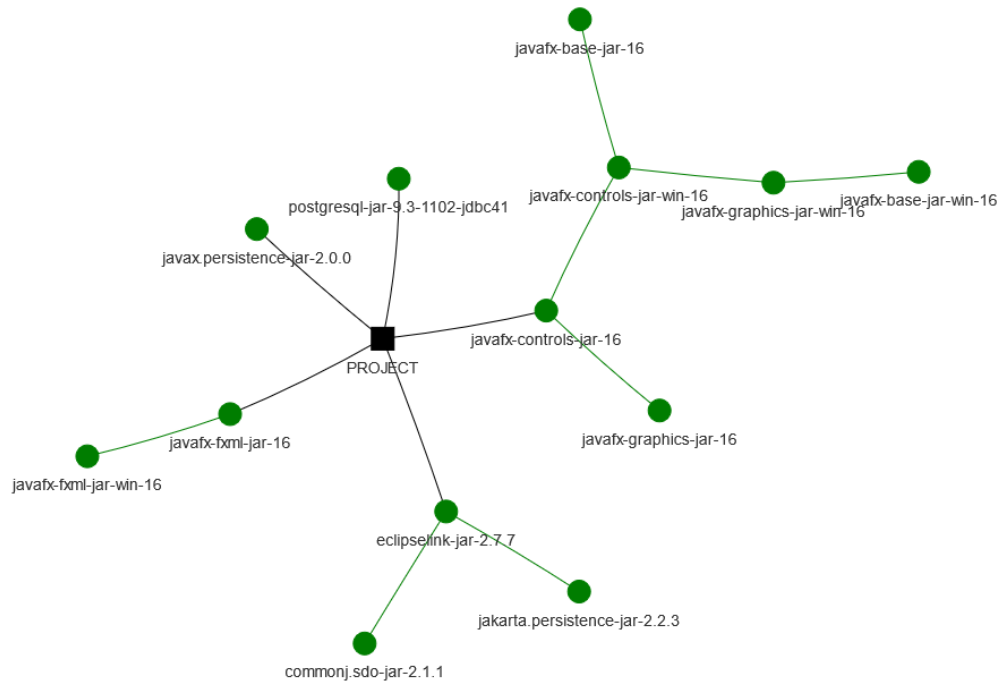 javafx-base-jar-16
javafx-controls-jar-win-16
javafx-graphics-jar-win-16
javafx-base-jar-win-16
postgresql-jar-9.3-1102-jdbc41
javax.persistence-jar-2.0.0
javafx-controls-jar-16
PROJECT
javafx-graphics-jar-16
javafx-fxml-jar-16
javafx-fxml-jar-win-16
eclipselink-jar-2.7.7
jakarta.persistence-jar-2.2.3
commonj.sdo-jar-2.1.1